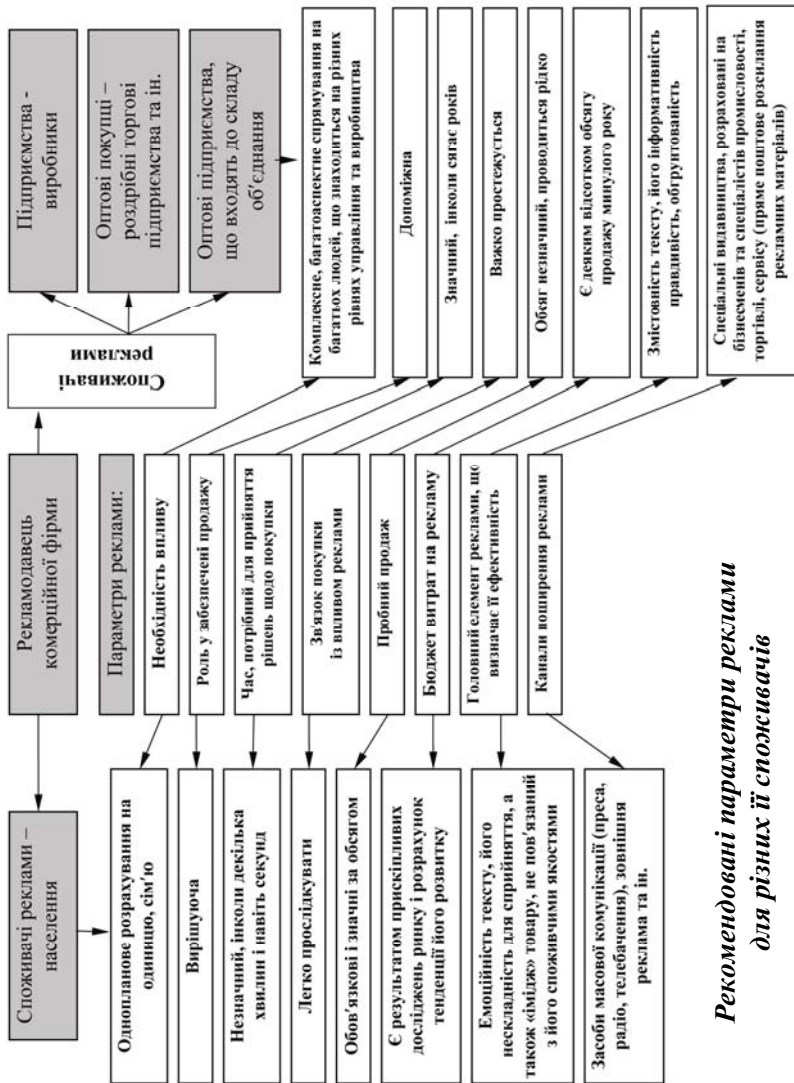 Споживачі реклами –
населення
Рекламодавець
комерційної фірми
Споживачі
реклами
Підприємства -
виробники
Оптові покупці –
роздрібні торгові
підприємства та ін.
Оптові підприємства,
що входять до складу
об'єднання
Параметри реклами:
Однопланове розрахування на
одиницю, сім'ю
Необхідність впливу
Комплексне, багатоаспектне спрямування на
багатьох людей, що знаходиться на різних
рівнях управління та виробництва
Вирішуюча
Роль у забезпечені продажу
Допоміжна
Незначний, інколи декілька
хвилин і навіть секунд
Час, потрібний для прийняття
рішень щодо покупки
Значний, інколи сягає років
Легко прослідкувати
Зв'язок покупки
із впливом реклами
Важко простежується
Обов'язкові і значні за обсягом
Пробний продаж
Обсяг незначний, проводиться рідко
Є результатом прискіпливих
досліджень ринку і розрахунок
тенденції його розвитку
Бюджет витрат на рекламу
Є деяким відсотком обсягу
продажу минулого року
Емоційність тексту, його
нескладність для сприйняття, а
також «імідж» товару, не пов'язаний
з його споживчими якостями
Головний елемент реклами, що
визначає її ефективність
Змістовність тексту, його інформативність
правдивість, обгрунтованість
Засоби масової комунікації (преса,
радіо, телебачення), зовнішня
реклама та ін.
Канали поширення реклами
Спеціальні видавництва, розраховані на
бізнесменів та спеціалістів промисловості,
торгівлі, сервісу (пряме поштове розсилання
рекламних матеріалів)
Рекомендовані параметри реклами
для різних її споживачів